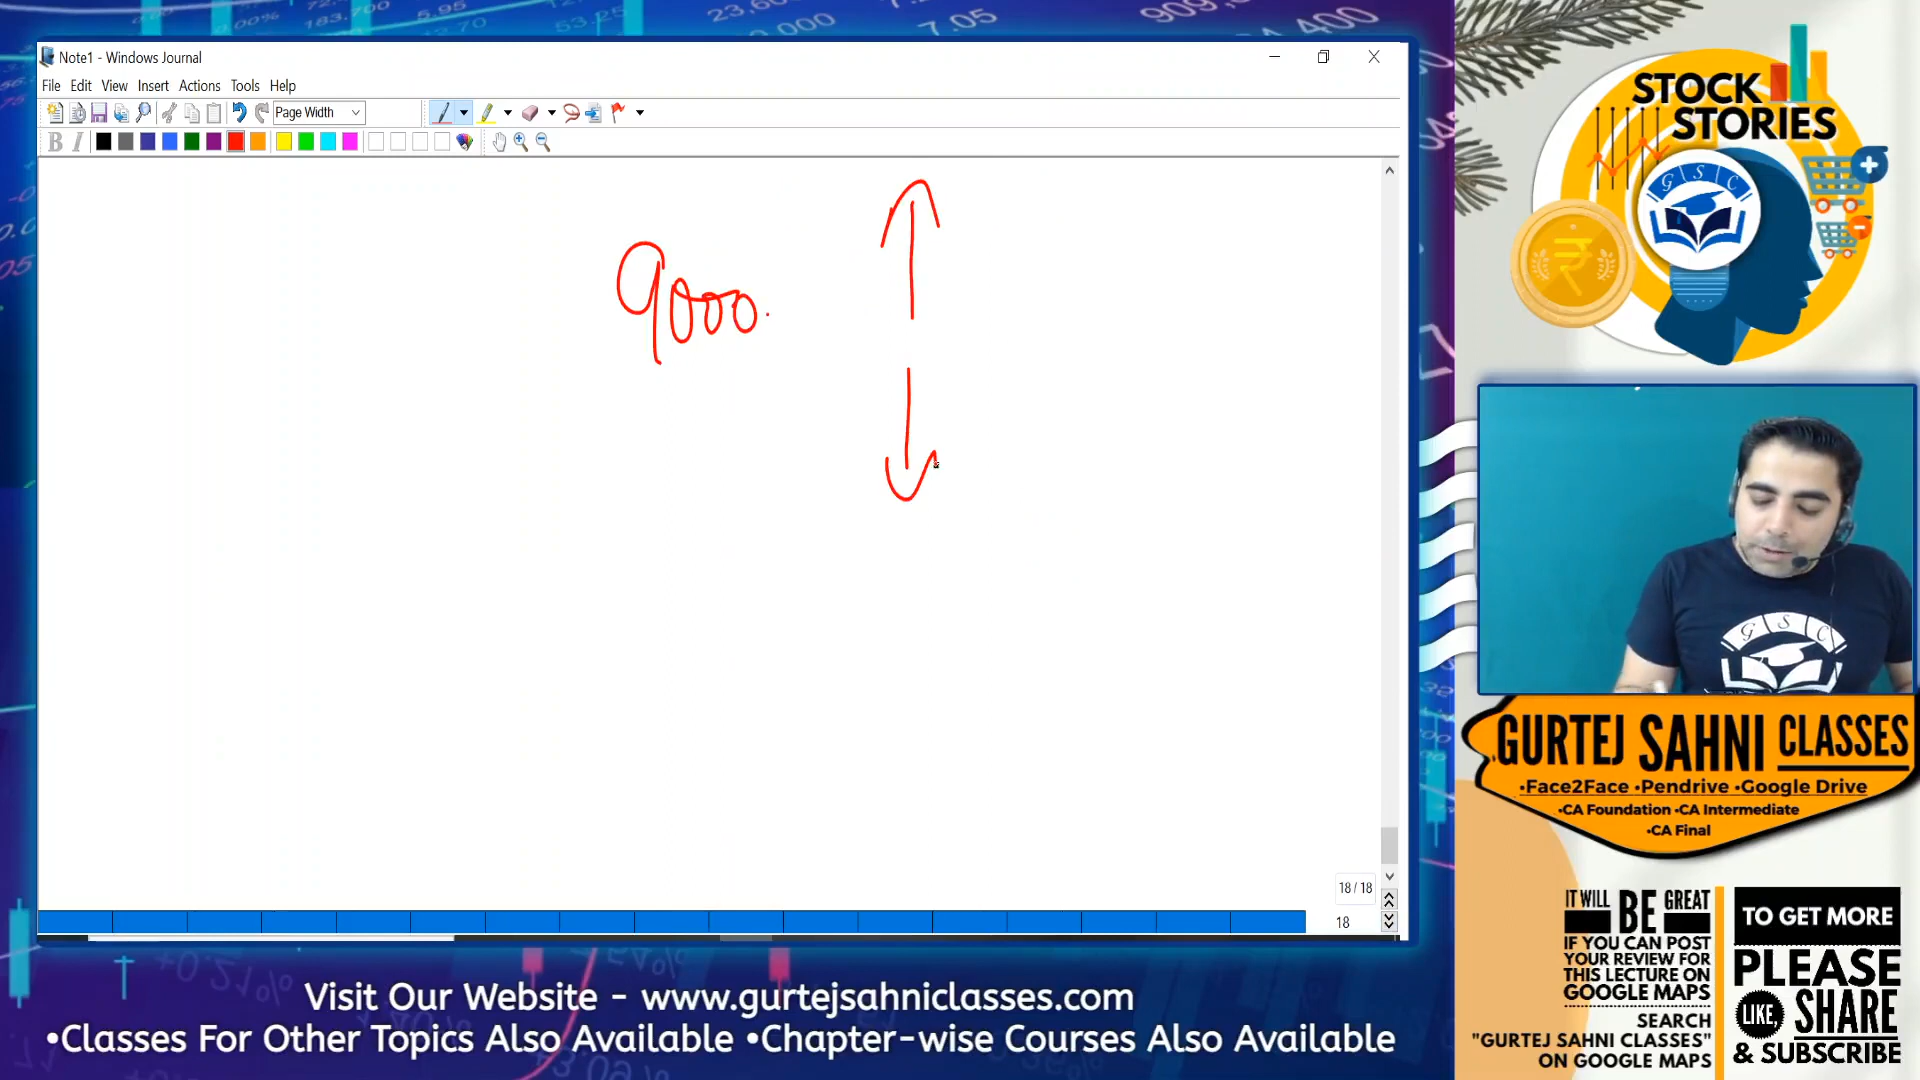 Note1 - Windows Journal
File Edit View Insert Actions Tools Help
Page Width
B I
9000.
18 / 18
18
STOCK
STORIES
G S C
G S C
GURTEJ SAHNI CLASSES
•Face2Face •Pendrive •Google Drive
•CA Foundation •CA Intermediate
•CA Final
IT WILL BE GREAT
IF YOU CAN POST
YOUR REVIEW FOR
THIS LECTURE ON
GOOGLE MAPS
SEARCH
"GURTEJ SAHNI CLASSES"
ON GOOGLE MAPS
TO GET MORE
PLEASE
LIKE, SHARE
& SUBSCRIBE
Visit Our Website - www.gurtejsahniclasses.com
•Classes For Other Topics Also Available •Chapter-wise Courses Also Available